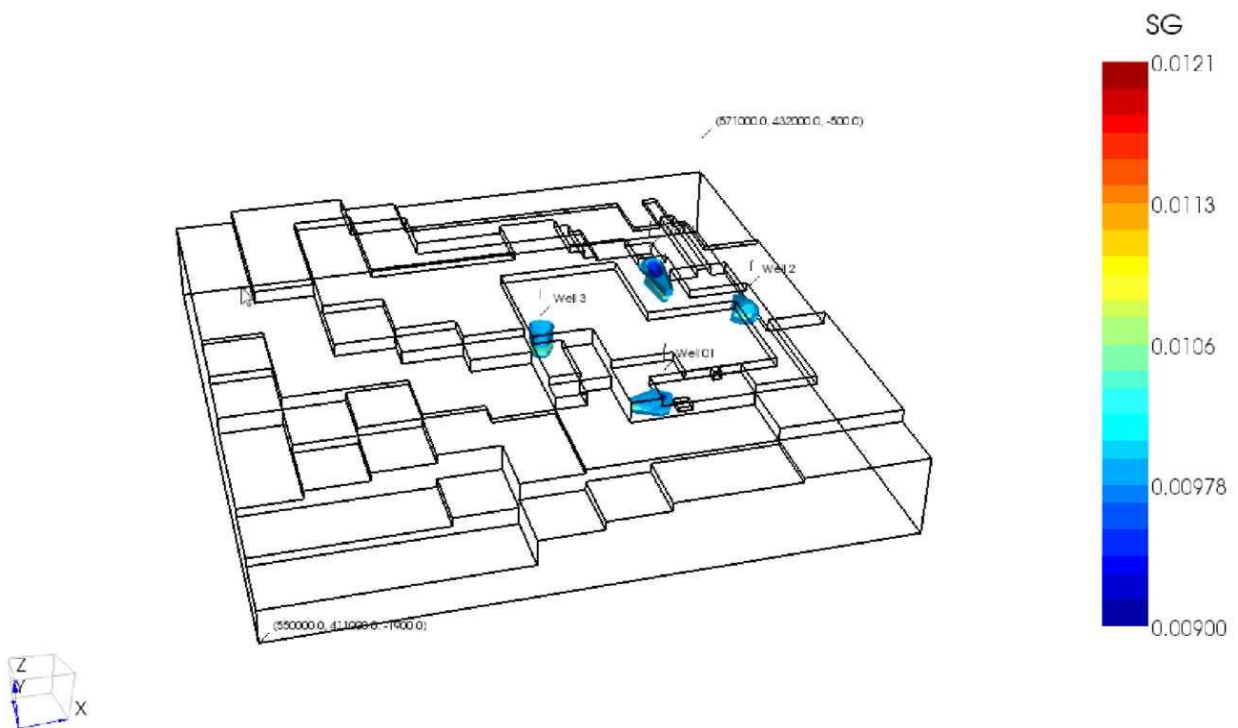 SG
0.0121
(571000.0, 432000.0, -500.0)
0.0113
Well 2
Well 3
0.0106
Well 01
0.00978
0.00900
(550000.0, 411000.0, -1900.0)
Z
Y
X